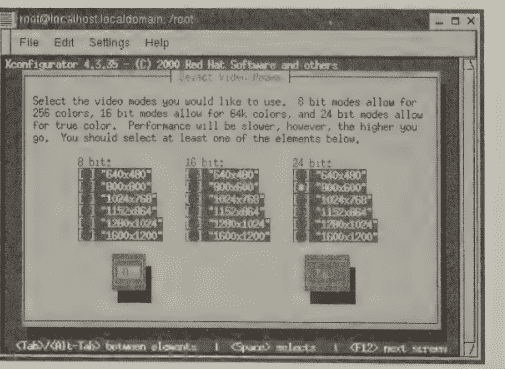 root@localhost.localdomain: /root
File Edit Settings Help
Xconfigurator 4.3.35 - (C) 2000 Red Hat Software and others
Select Video Modes
Select the video modes you would like to use. 8 bit modes allow for
256 colors, 16 bit modes allow for 64k colors, and 24 bit modes allow
for true color. Performance will be slower, however, the higher you
go. You should select at least one of the elements below.
8 bit: 16 bit: 24 bit:
[ ] "640x480" [ ] "640x480" [ ] "640x480"
[ ] "800x600" [ ] "800x600" [*] "800x600"
[ ] "1024x768" [ ] "1024x768" [ ] "1024x768"
[ ] "1152x864" [ ] "1152x864" [ ] "1152x864"
[ ] "1280x1024" [ ] "1280x1024" [ ] "1280x1024"
[ ] "1600x1200" [ ] "1600x1200" [ ] "1600x1200"
<Tab>/<Alt-Tab> between elements | <Space> selects | <F12> next screen